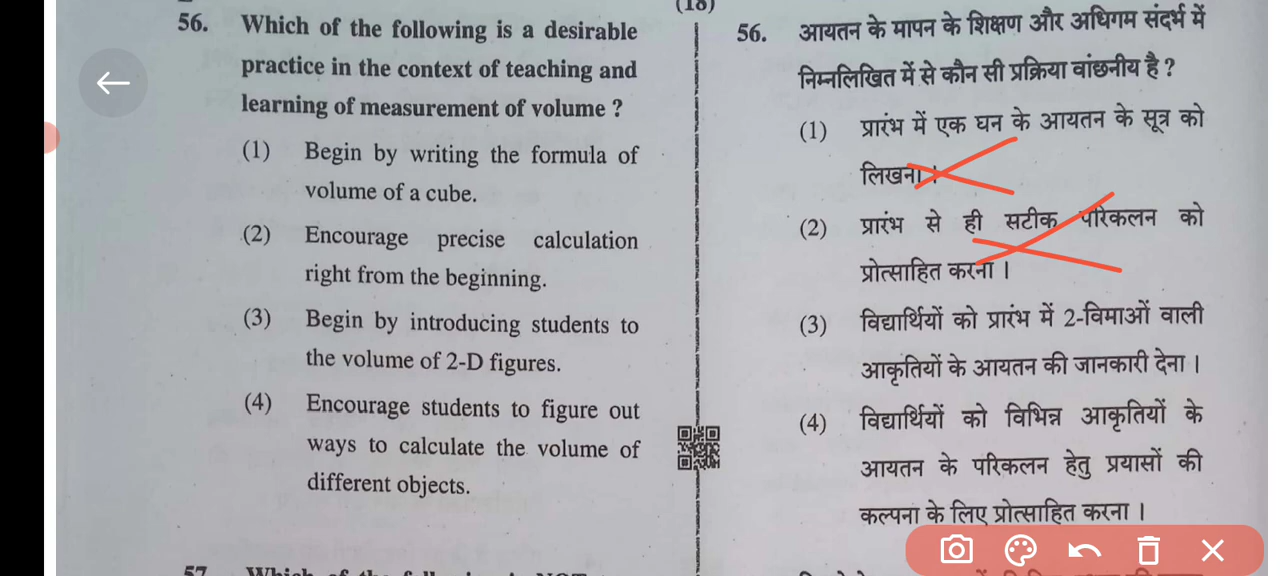 (18)
56. Which of the following is a desirable
practice in the context of teaching and
learning of measurement of volume ?
(1) Begin by writing the formula of
volume of a cube.
(2) Encourage precise calculation
right from the beginning.
(3) Begin by introducing students to
the volume of 2-D figures.
(4) Encourage students to figure out
ways to calculate the volume of
different objects.
57
56. आयतन के मापन के शिक्षण और अधिगम संदर्भ में
निम्नलिखित में से कौन सी प्रक्रिया वांछनीय है ?
(1) प्रारंभ में एक घन के आयतन के सूत्र को
लिखना ।
(2) प्रारंभ से ही सटीक परिकलन को
प्रोत्साहित करना ।
(3) विद्यार्थियों को प्रारंभ में 2-विमाओं वाली
आकृतियों के आयतन की जानकारी देना ।
(4) विद्यार्थियों को विभिन्न आकृतियों के
आयतन के परिकलन हेतु प्रयासों की
कल्पना के लिए प्रोत्साहित करना ।